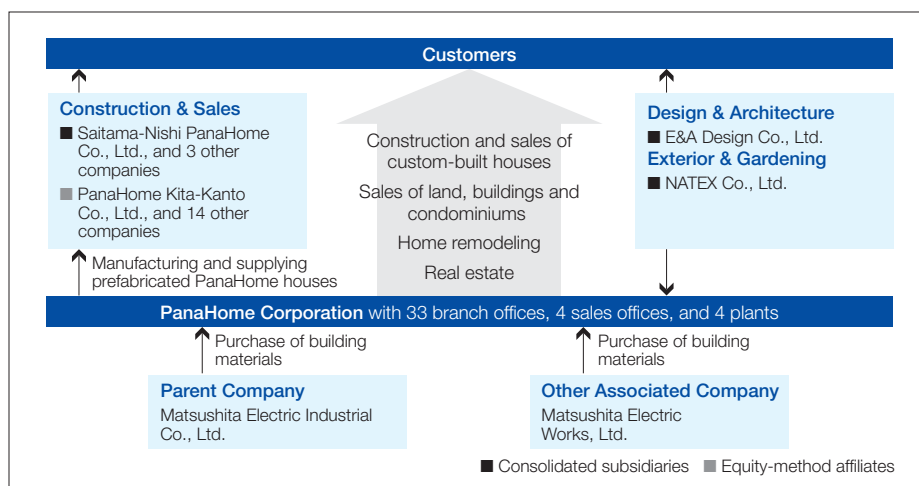 Customers
Construction & Sales
■ Saitama-Nishi PanaHome
Co., Ltd., and 3 other
companies
■ PanaHome Kita-Kanto
Co., Ltd., and 14 other
companies
Construction and sales of
custom-built houses
Sales of land, buildings and
condominiums
Home remodeling
Real estate
Design & Architecture
■ E&A Design Co., Ltd.
Exterior & Gardening
■ NATEX Co., Ltd.
Manufacturing and supplying
prefabricated PanaHome houses
PanaHome Corporation with 33 branch offices, 4 sales offices, and 4 plants
Purchase of building
materials
Purchase of building
materials
Parent Company
Matsushita Electric Industrial
Co., Ltd.
Other Associated Company
Matsushita Electric
Works, Ltd.
■ Consolidated subsidiaries ■ Equity-method affiliates